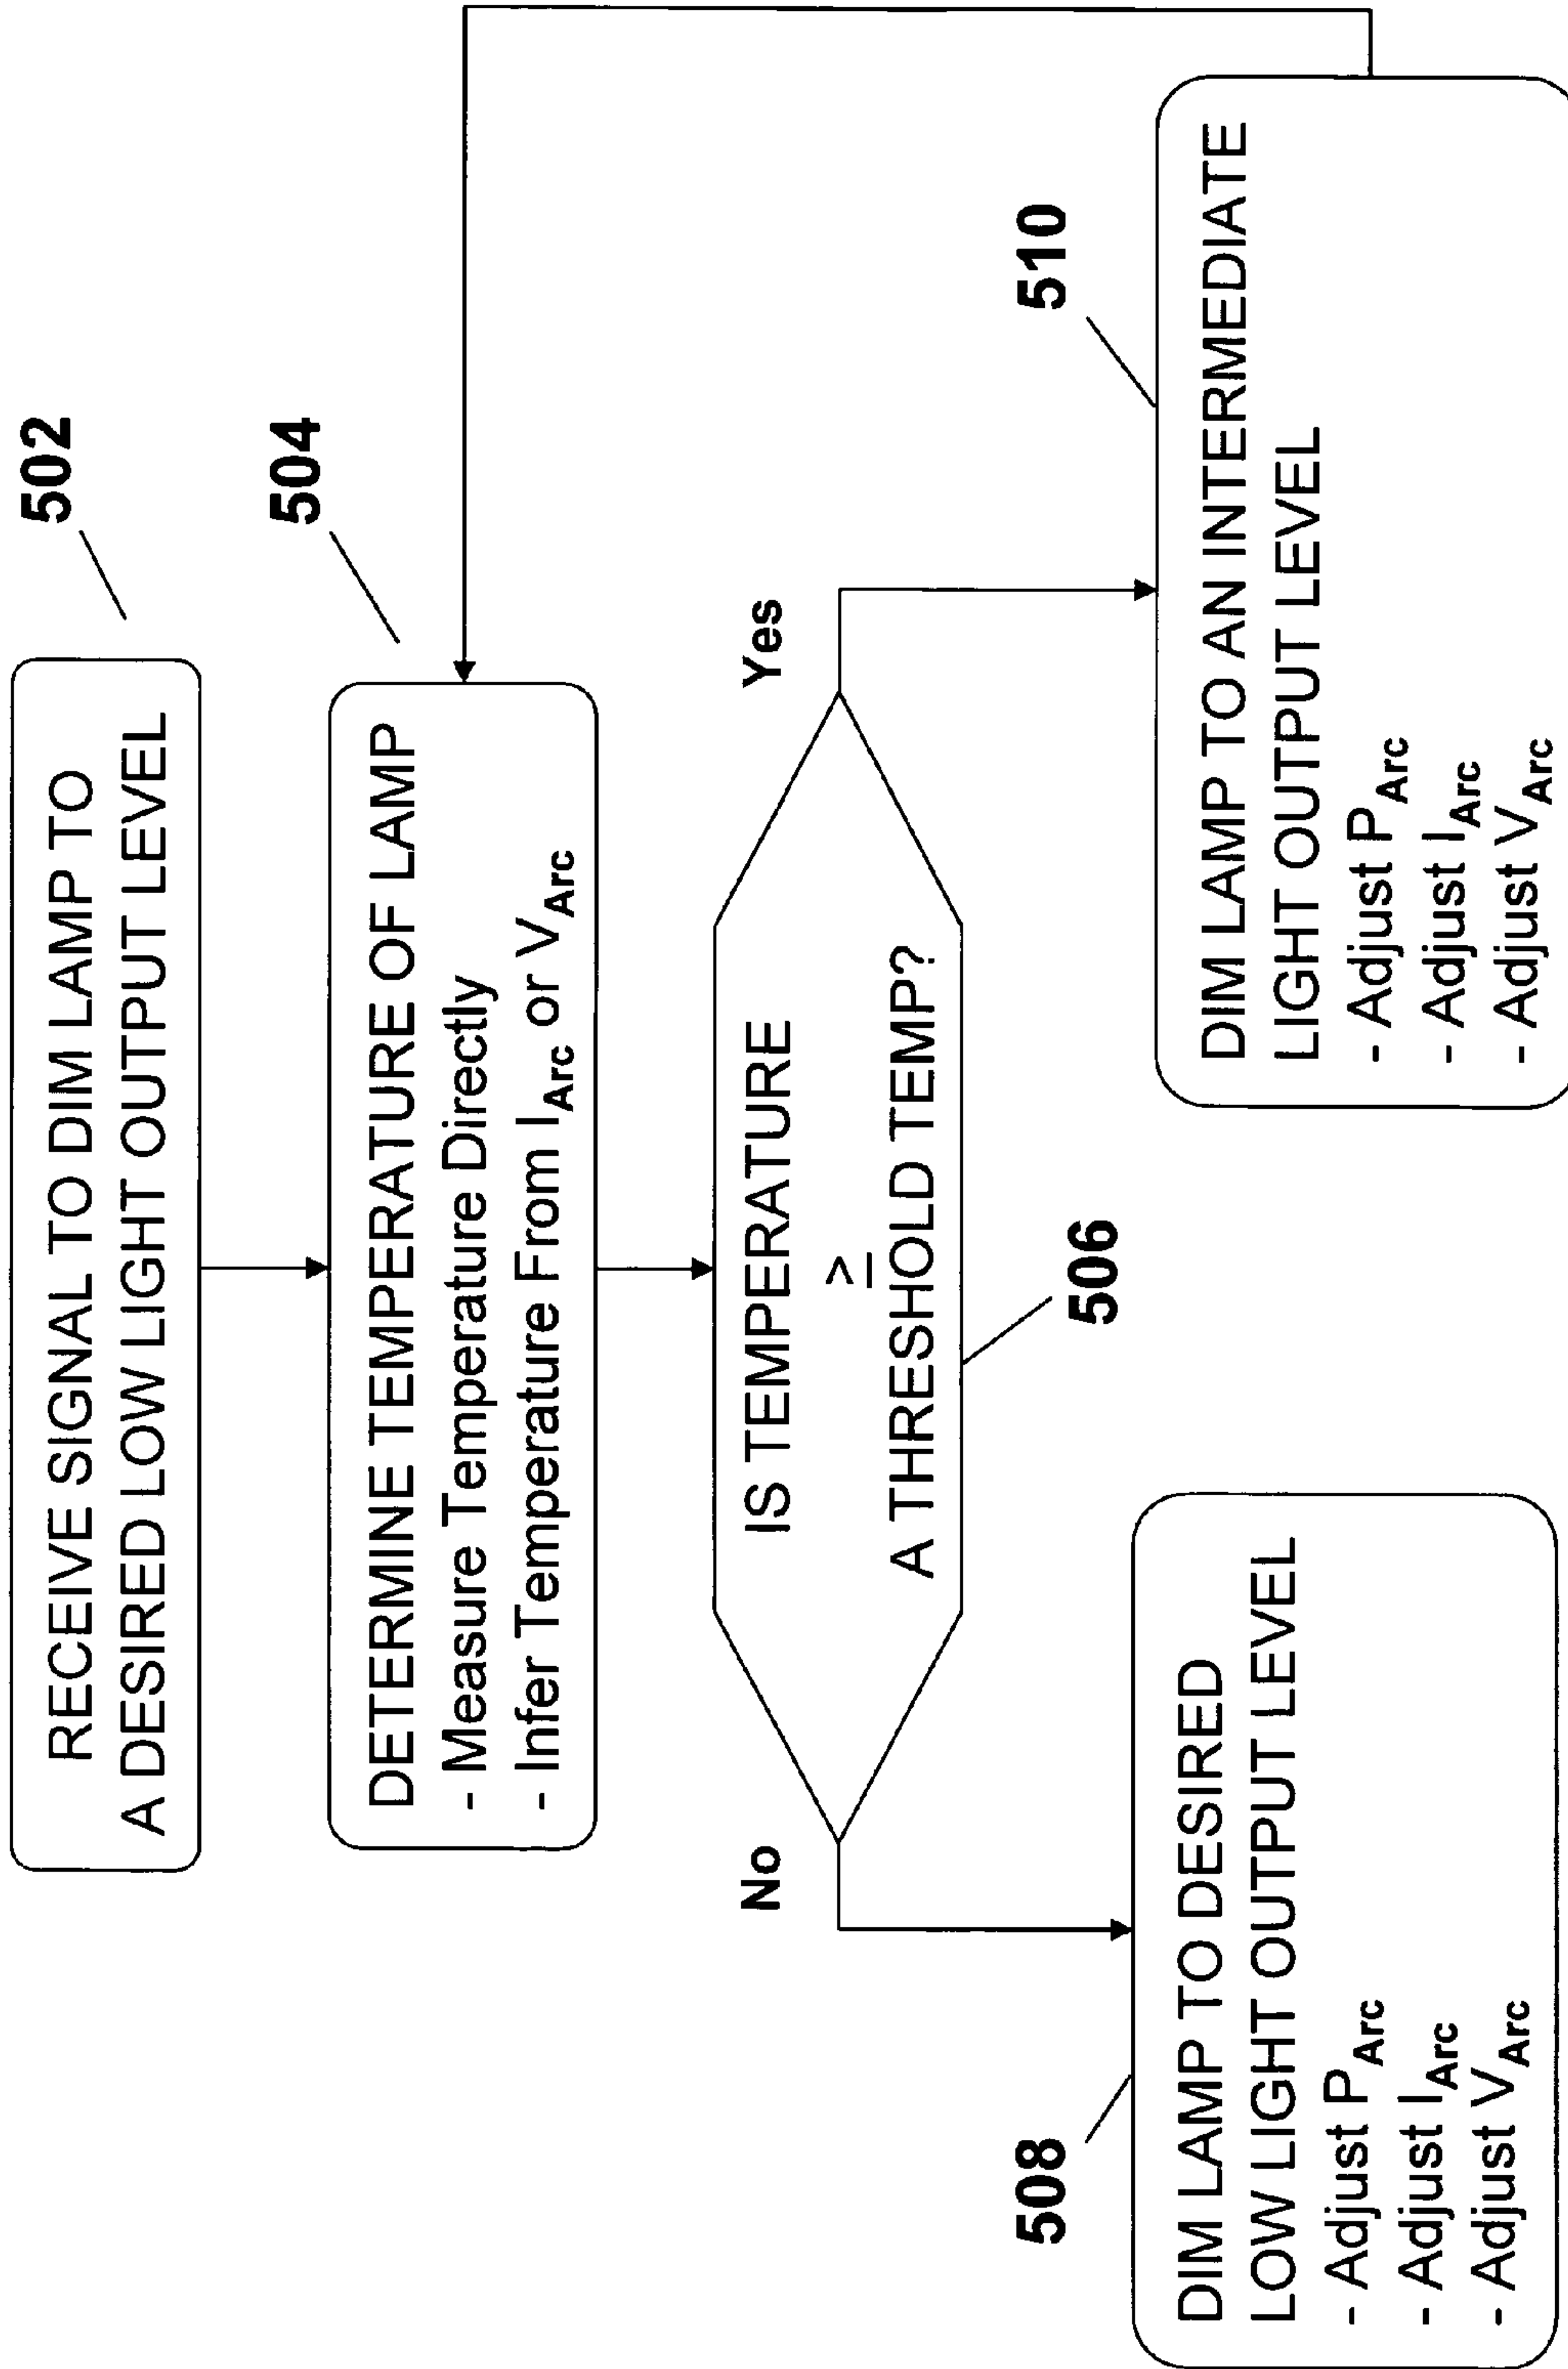 502
RECEIVE SIGNAL TO DIM LAMP TO
A DESIRED LOW LIGHT OUTPUT LEVEL
504
DETERMINE TEMPERATURE OF LAMP
- Measure Temperature Directly
- Infer Temperature From I_Arc or V_Arc
No
Yes
IS TEMPERATURE
≥
A THRESHOLD TEMP?
506
508
DIM LAMP TO DESIRED
LOW LIGHT OUTPUT LEVEL
- Adjust P_Arc
- Adjust I_Arc
- Adjust V_Arc
510
DIM LAMP TO AN INTERMEDIATE
LIGHT OUTPUT LEVEL
- Adjust P_Arc
- Adjust I_Arc
- Adjust V_Arc